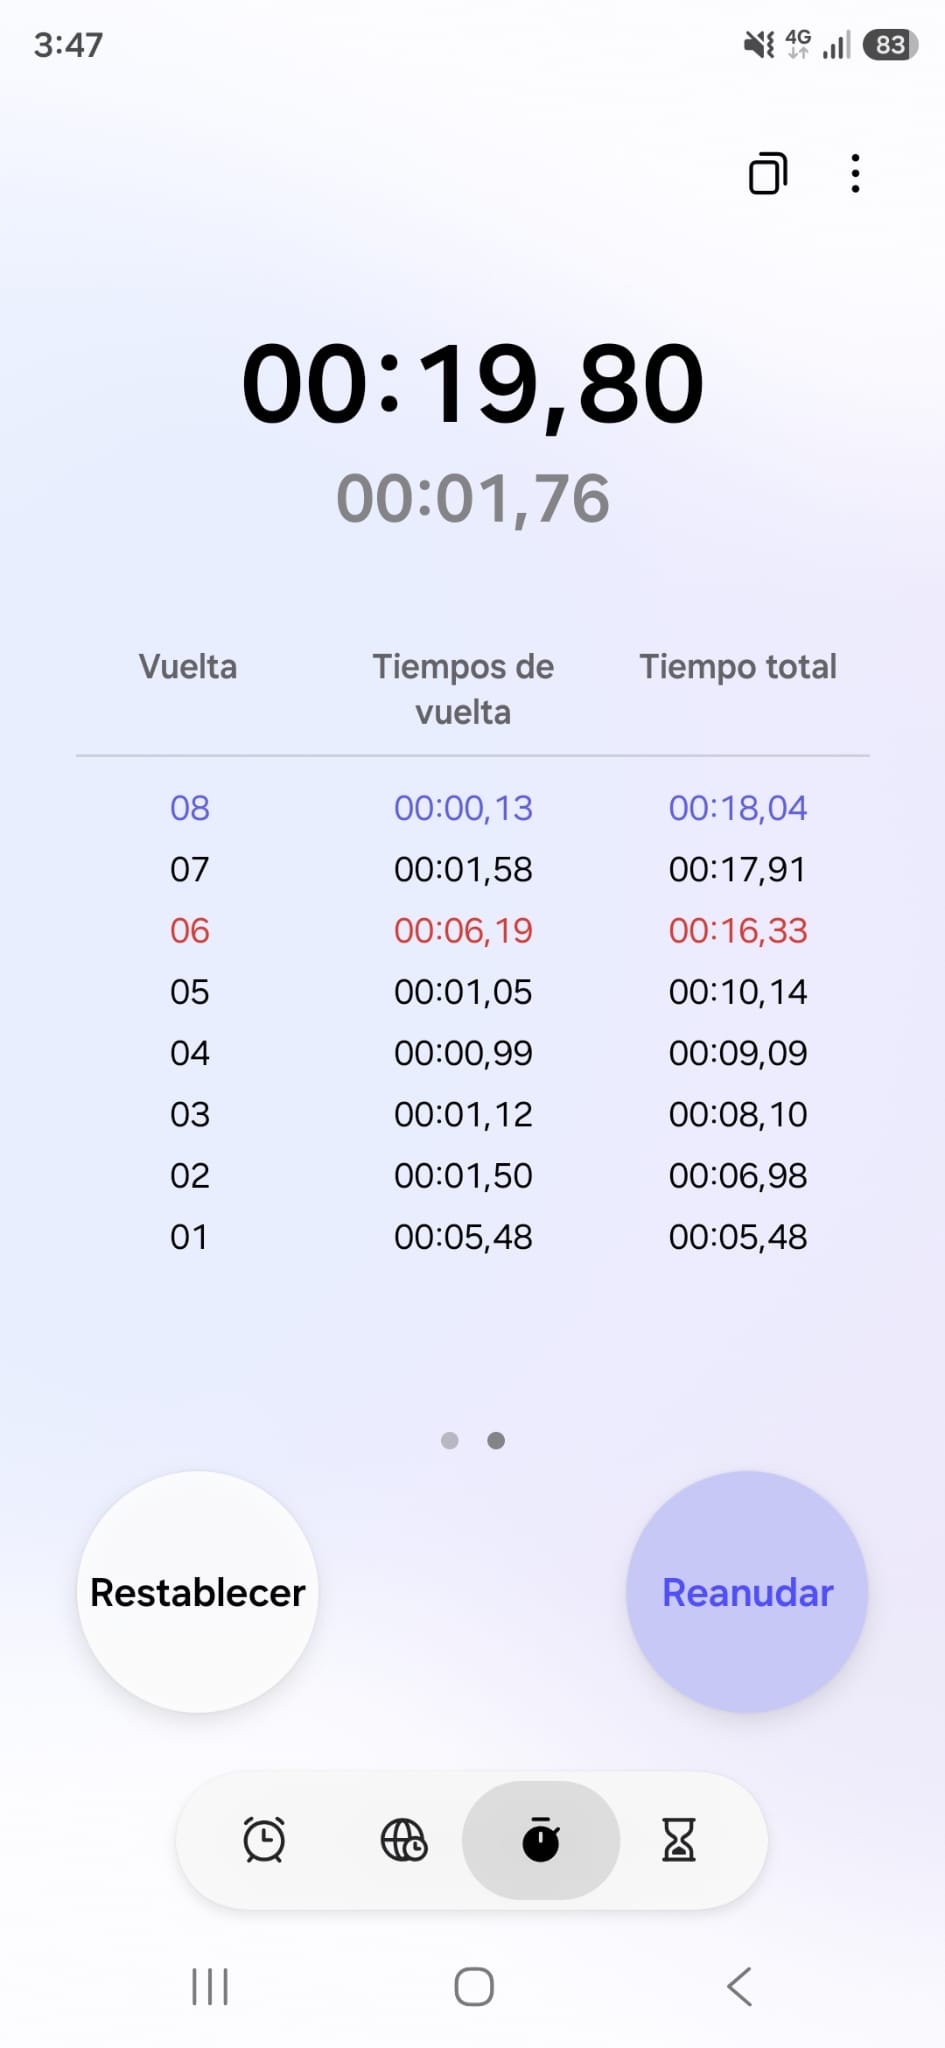 3:47
4G
83
00:19,80
00:01,76
Vuelta Tiempos de vuelta Tiempo total
08 00:00,13 00:18,04
07 00:01,58 00:17,91
06 00:06,19 00:16,33
05 00:01,05 00:10,14
04 00:00,99 00:09,09
03 00:01,12 00:08,10
02 00:01,50 00:06,98
01 00:05,48 00:05,48
Restablecer Reanudar